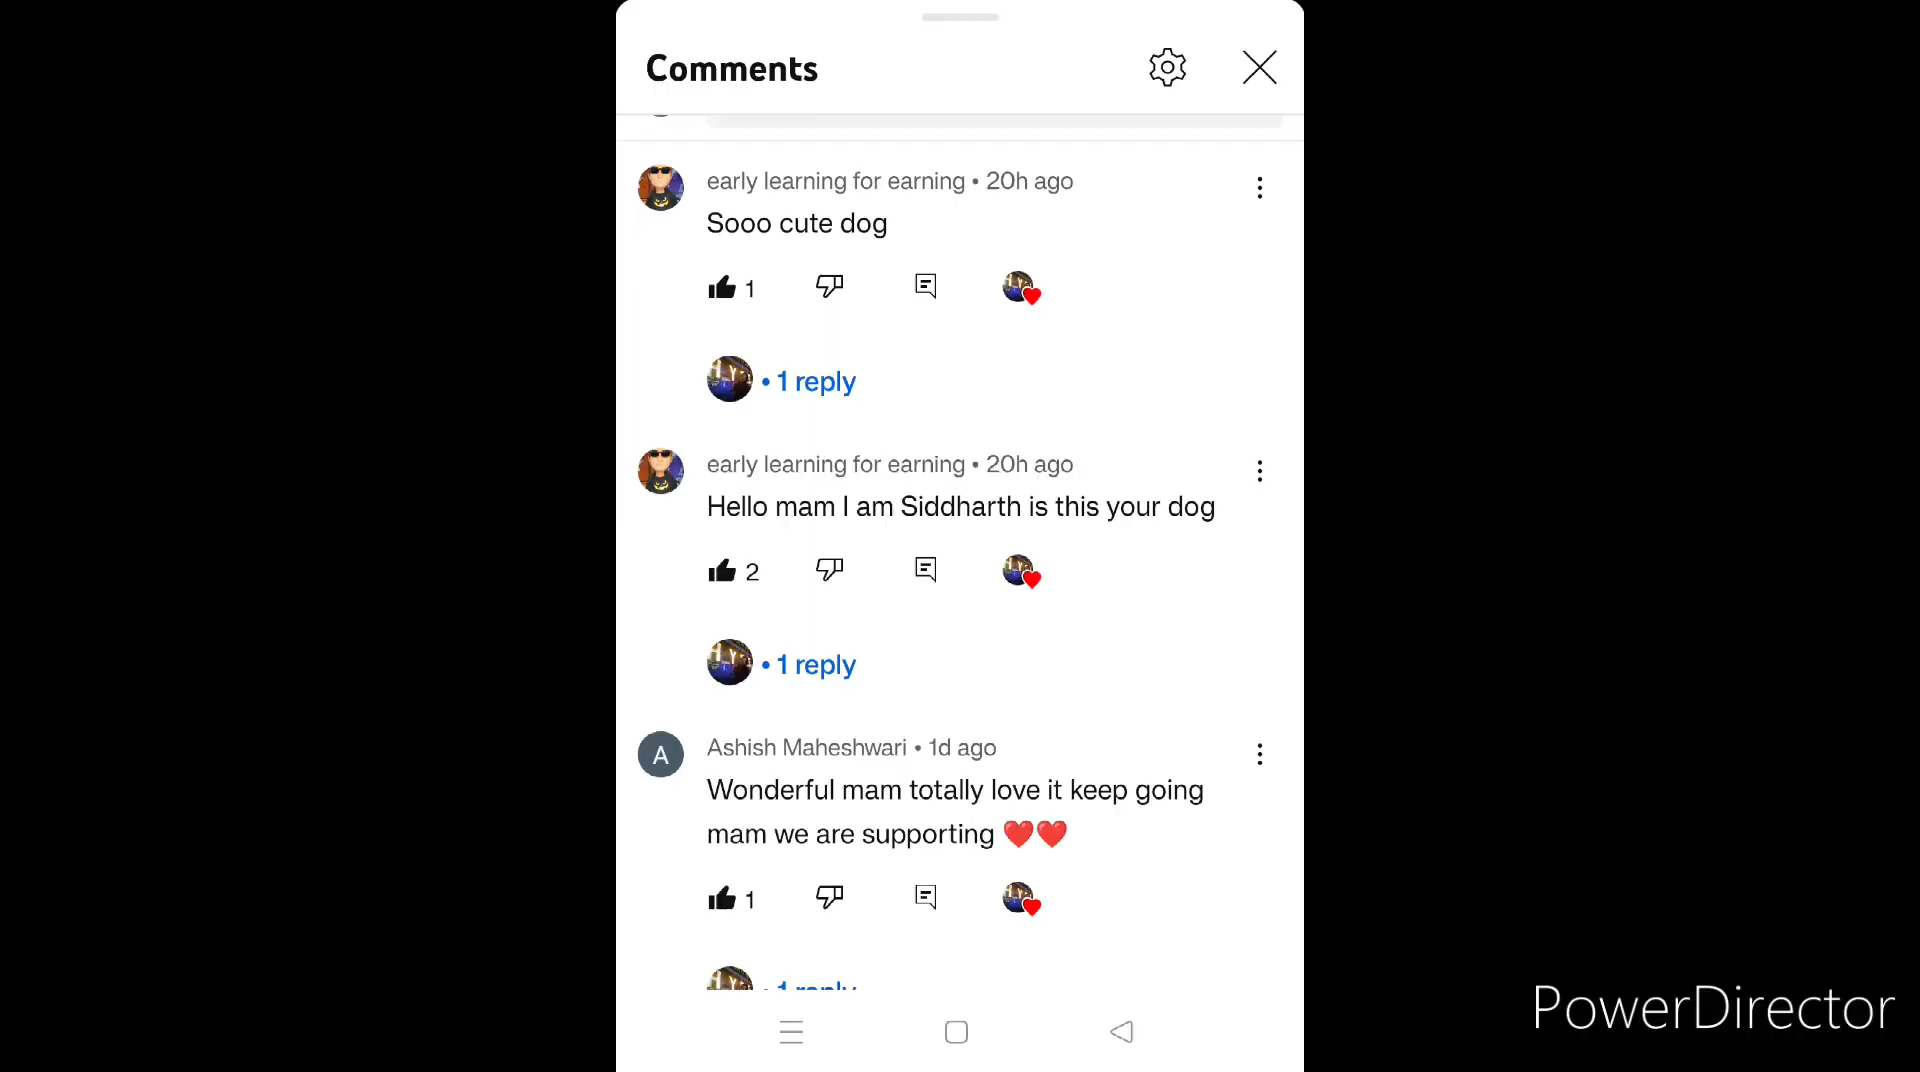 Comments
early learning for earning • 20h ago
Sooo cute dog
1
• 1 reply
early learning for earning • 20h ago
Hello mam I am Siddharth is this your dog
2
• 1 reply
A
Ashish Maheshwari • 1d ago
Wonderful mam totally love it keep going
mam we are supporting ❤️❤️
1
• 1 reply
PowerDirector